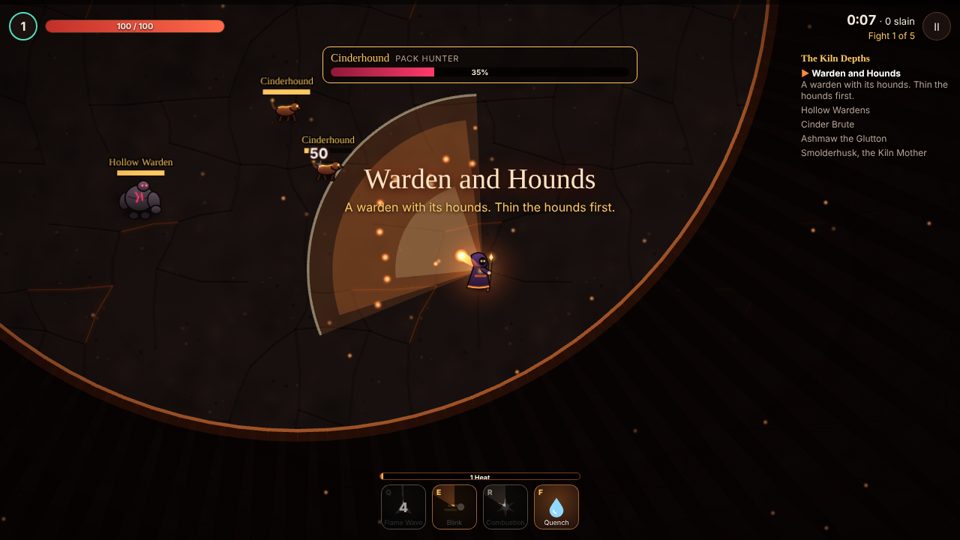 1
100 / 100
Cinderhound PACK HUNTER
35%
0:07 · 0 slain
Fight 1 of 5
The Kiln Depths
▶ Warden and Hounds
A warden with its hounds. Thin the
hounds first.
Hollow Wardens
Cinder Brute
Ashmaw the Glutton
Smolderhusk, the Kiln Mother
Cinderhound
Cinderhound
50
Hollow Warden
Warden and Hounds
A warden with its hounds. Thin the hounds first.
1 Heat
Q
4
Flame Wave
E
Blink
R
Combustion
F
Quench